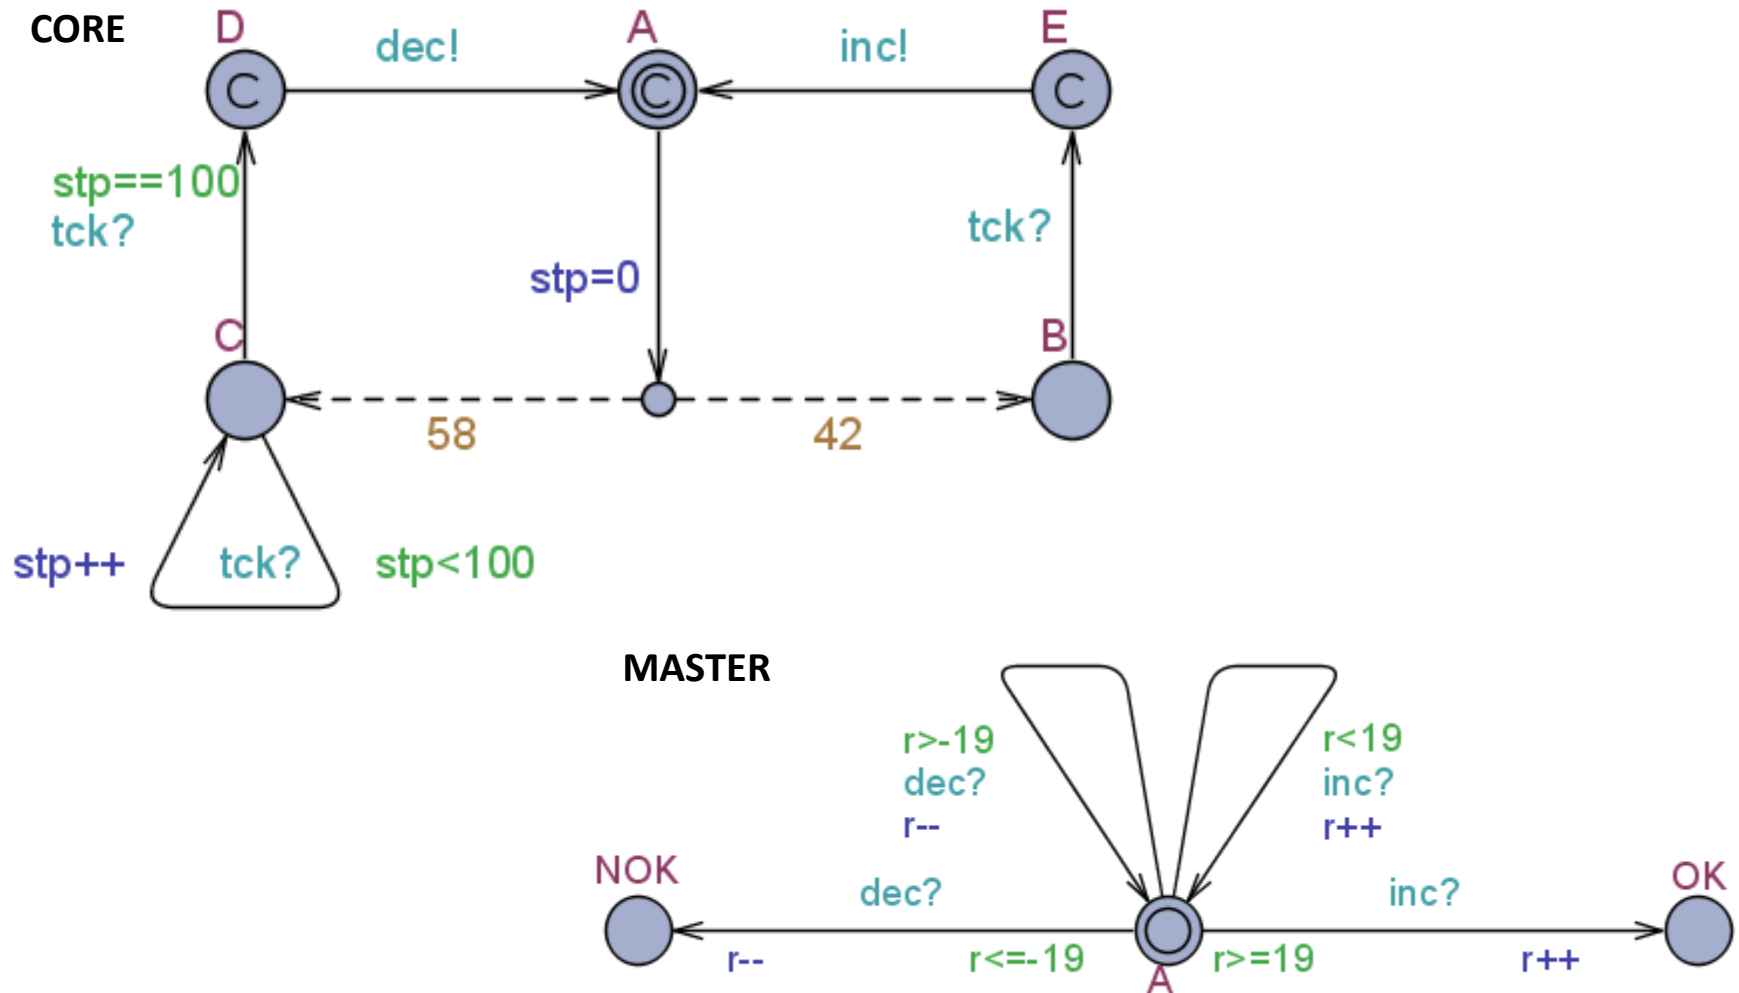 CORE
D
A
E
dec!
inc!
C
C
C
stp==100
tck?
tck?
stp=0
C
B
58
42
stp++
tck?
stp<100
MASTER
r>-19
dec?
r--
r<19
inc?
r++
NOK
OK
dec?
inc?
r--
r<=-19
r>=19
r++
A